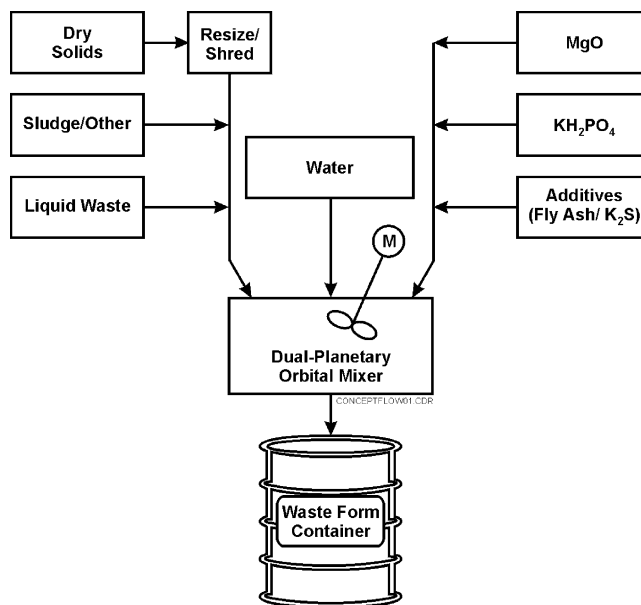 Dry
Solids
Resize/
Shred
MgO
Sludge/Other
KH₂PO₄
Water
Liquid Waste
Additives
(Fly Ash/ K₂S)
M
Dual-Planetary
Orbital Mixer
CONCEPTFLOW01.CDR
Waste Form
Container